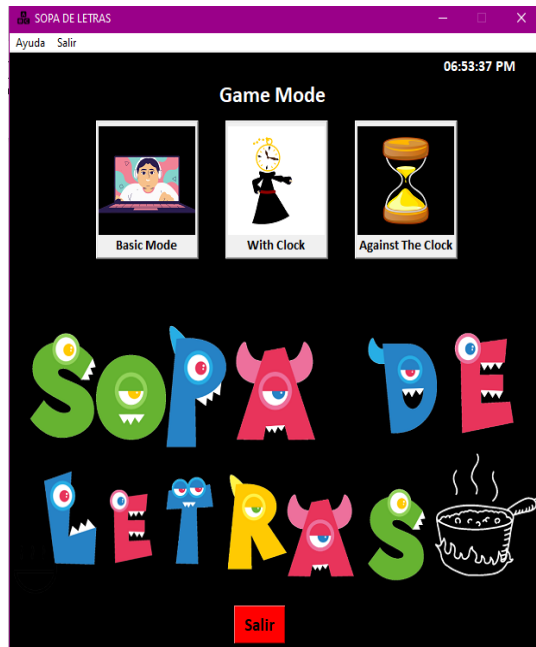 SOPA DE LETRAS
Ayuda Salir
06:53:37 PM
Game Mode
Basic Mode With Clock Against The Clock
SOPA DE
LETRAS
Salir